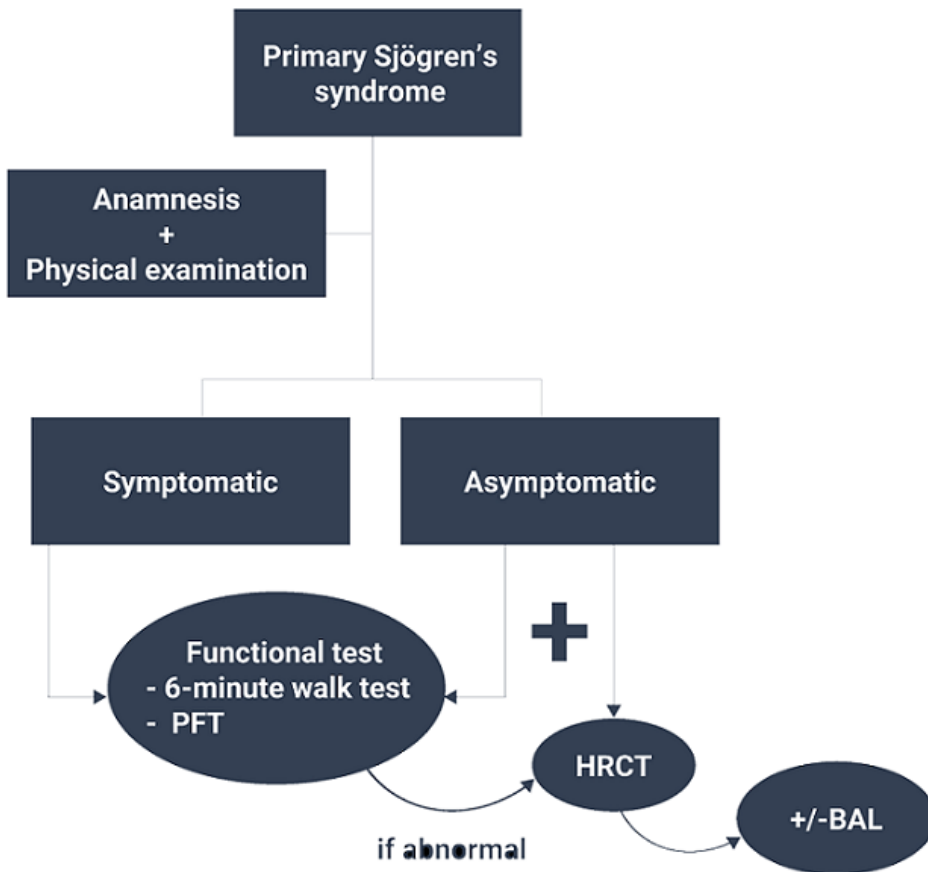 Primary Sjögren's
syndrome
Anamnesis
+
Physical examination
Symptomatic
Asymptomatic
+
Functional test
- 6-minute walk test
- PFT
HRCT
+/-BAL
if abnormal